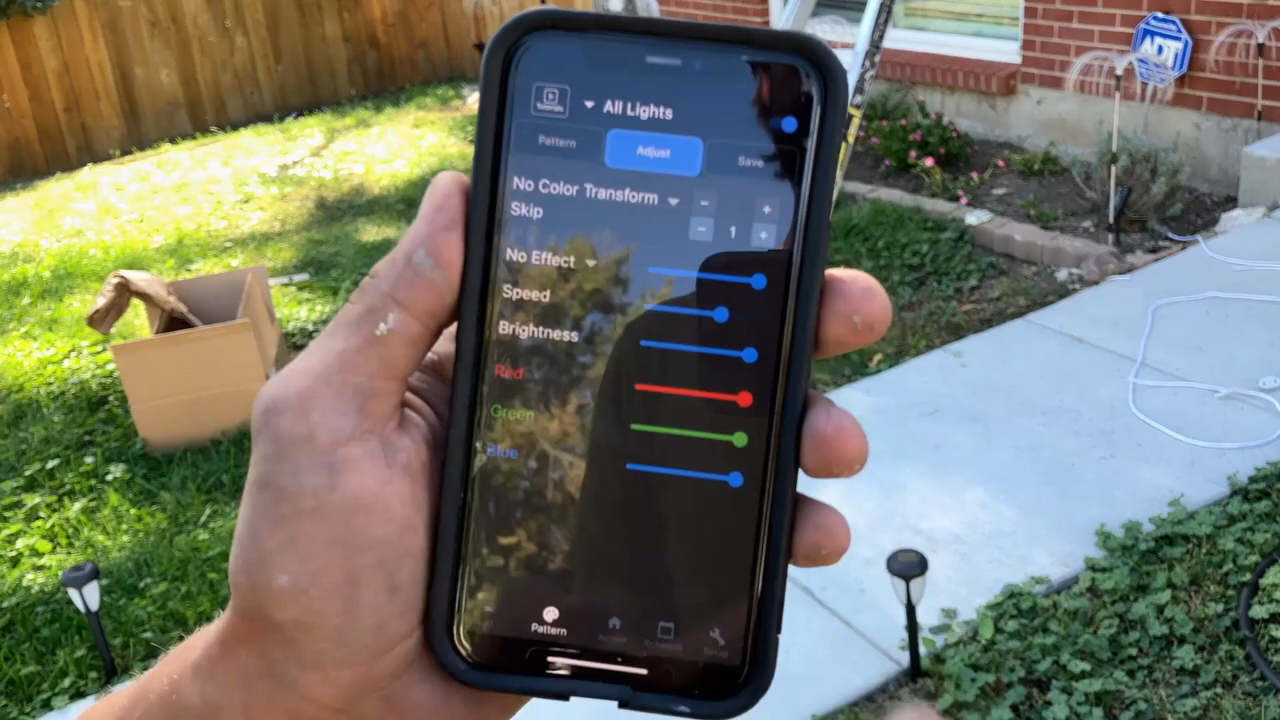 ADT
Tutorials
All Lights
Pattern
Adjust
Save
No Color Transform
- +
Skip
- 1 +
No Effect
Speed
Brightness
Red
Green
Blue
Pattern